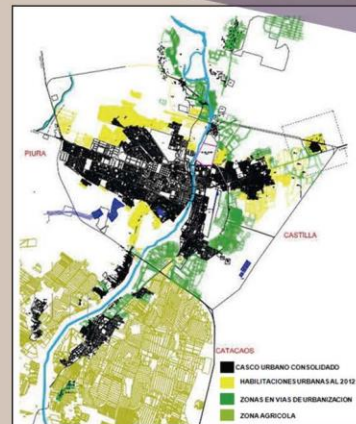 PIURA
CASTILLA
CATACAOS
CASCO URBANO CONSOLIDADO
HABILITACIONES URBANAS AL 2012
ZONAS EN VIAS DE URBANIZACION
ZONA AGRICOLA